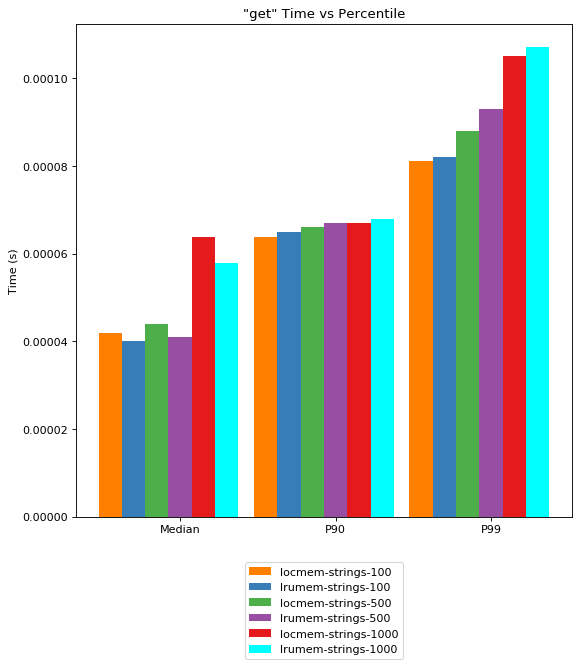 "get" Time vs Percentile
0.00010
0.00008
0.00006
0.00004
0.00002
0.00000
Time (s)
Median P90 P99
locmem-strings-100
lrumem-strings-100
locmem-strings-500
lrumem-strings-500
locmem-strings-1000
lrumem-strings-1000